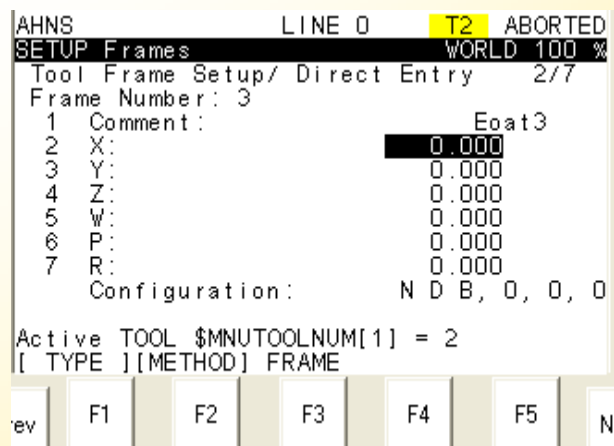 AHNS LINE 0 T2 ABORTED
SETUP Frames WORLD 100 %
Tool Frame Setup/ Direct Entry 2/7
Frame Number: 3
1 Comment: Eoat3
2 X: 0.000
3 Y: 0.000
4 Z: 0.000
5 W: 0.000
6 P: 0.000
7 R: 0.000
Configuration: N D B, 0, 0, 0
Active TOOL $MNUTOOLNUM[1] = 2
[ TYPE ][METHOD] FRAME
rev F1 F2 F3 F4 F5 N